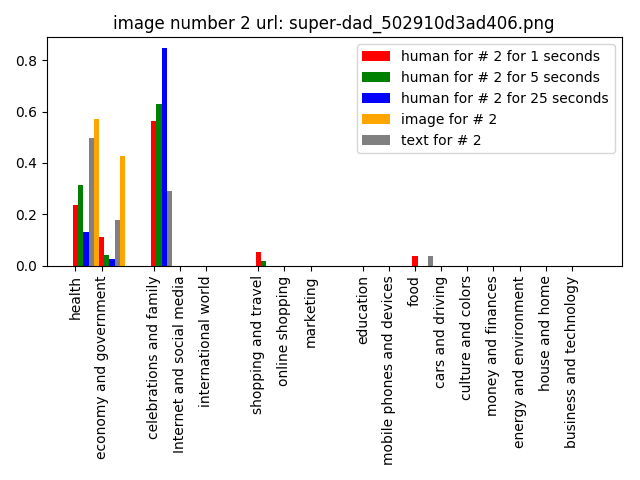 image number 2 url: super-dad_502910d3ad406.png
human for # 2 for 1 seconds
human for # 2 for 5 seconds
human for # 2 for 25 seconds
image for # 2
text for # 2
0.8
0.6
0.4
0.2
0.0
health
economy and government
celebrations and family
Internet and social media
international world
shopping and travel
online shopping
marketing
education
mobile phones and devices
food
cars and driving
culture and colors
money and finances
energy and environment
house and home
business and technology